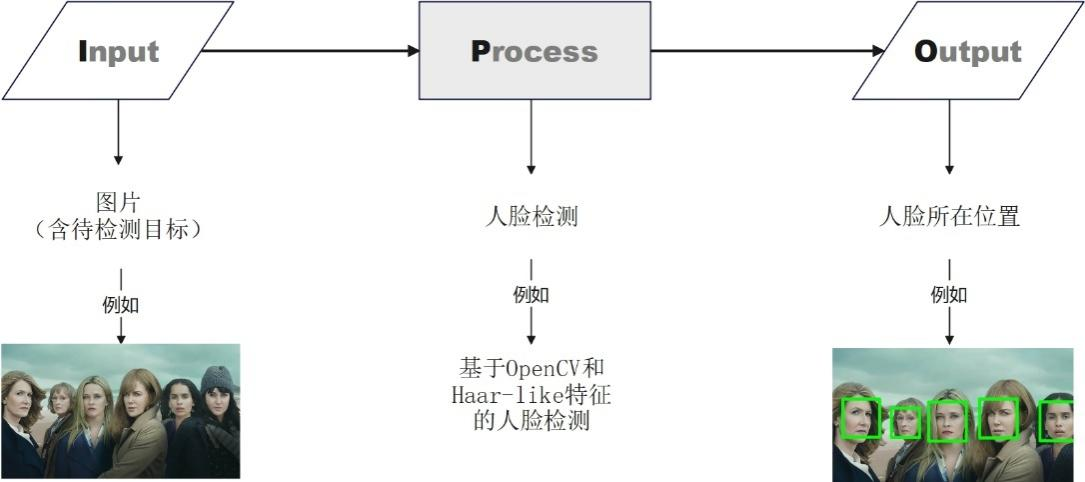 Input
Process
Output
图片
（含待检测目标）
人脸检测
人脸所在位置
例如
例如
例如
基于OpenCV和
Haar-like特征
的人脸检测